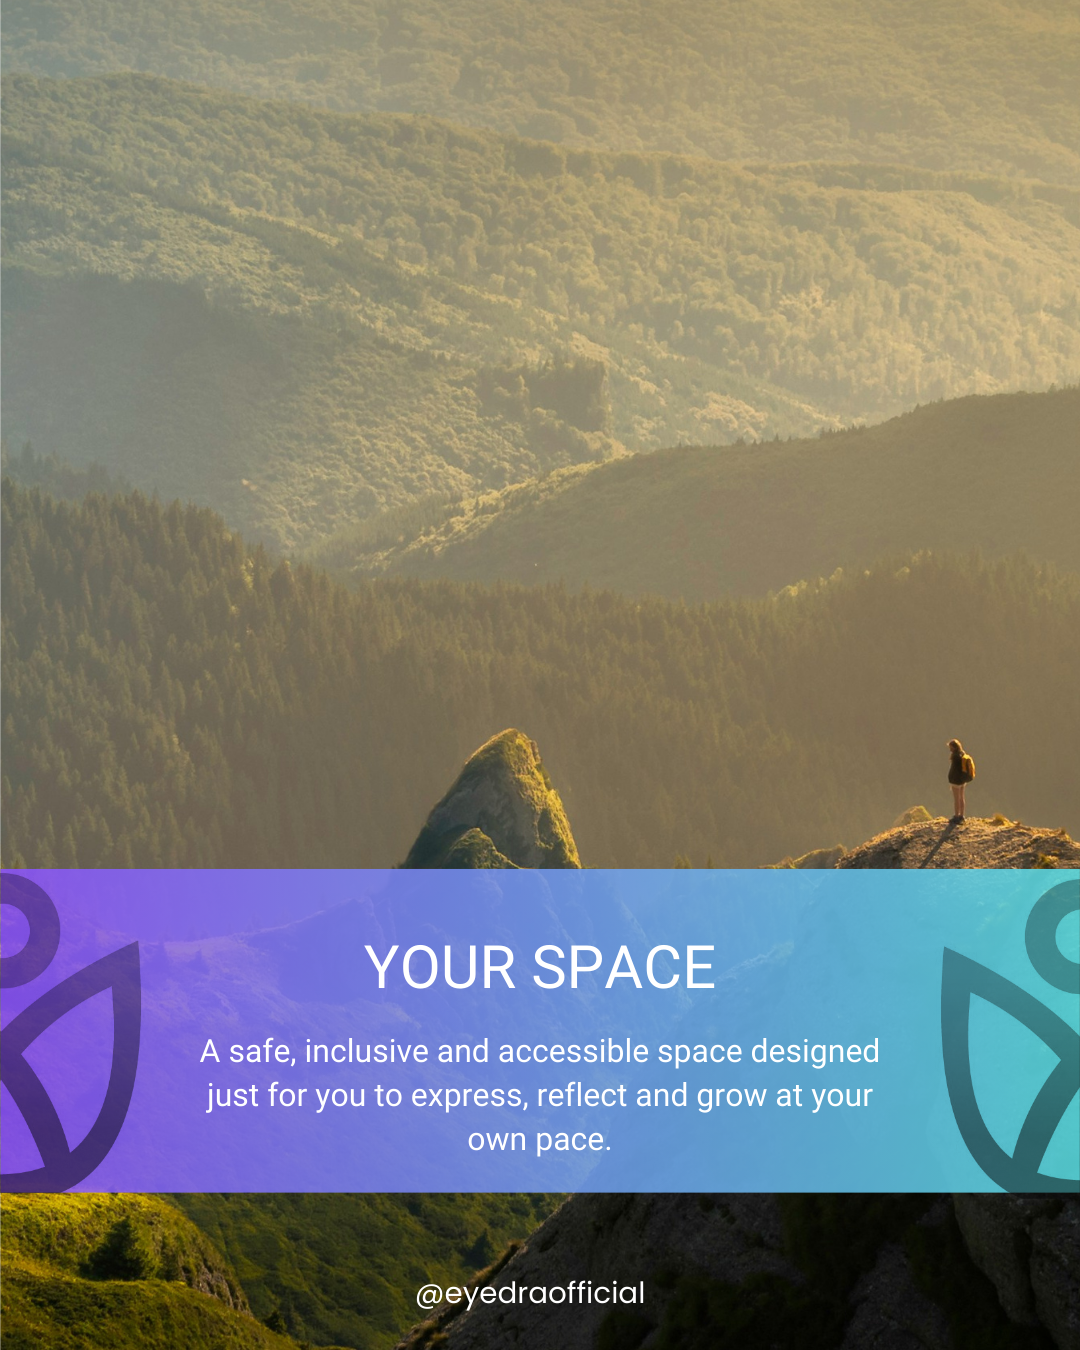 YOUR SPACE
A safe, inclusive and accessible space designed
just for you to express, reflect and grow at your
own pace.
@eyedraofficial